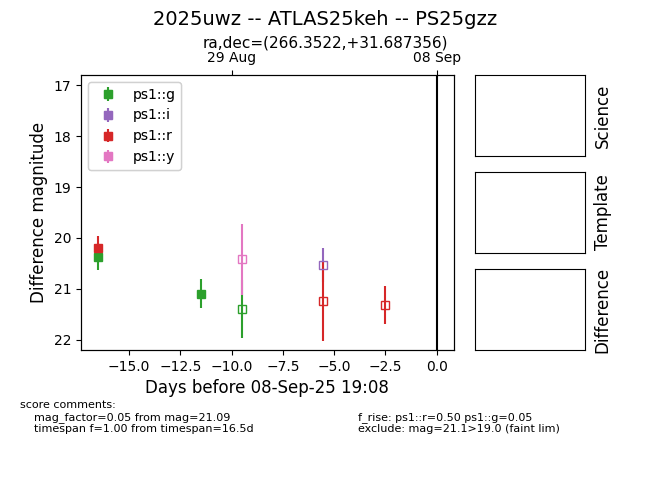 2025uwz -- ATLAS25keh -- PS25gzz
ra,dec=(266.3522,+31.687356)
29 Aug
08 Sep
ps1::g
ps1::i
ps1::r
ps1::y
17
18
19
20
21
22
Difference magnitude
−15.0
−12.5
−10.0
−7.5
−5.0
−2.5
0.0
Days before 08-Sep-25 19:08
Science
Template
Difference
score comments:
mag_factor=0.05 from mag=21.09
timespan f=1.00 from timespan=16.5d
f_rise: ps1::r=0.50 ps1::g=0.05
exclude: mag=21.1>19.0 (faint lim)